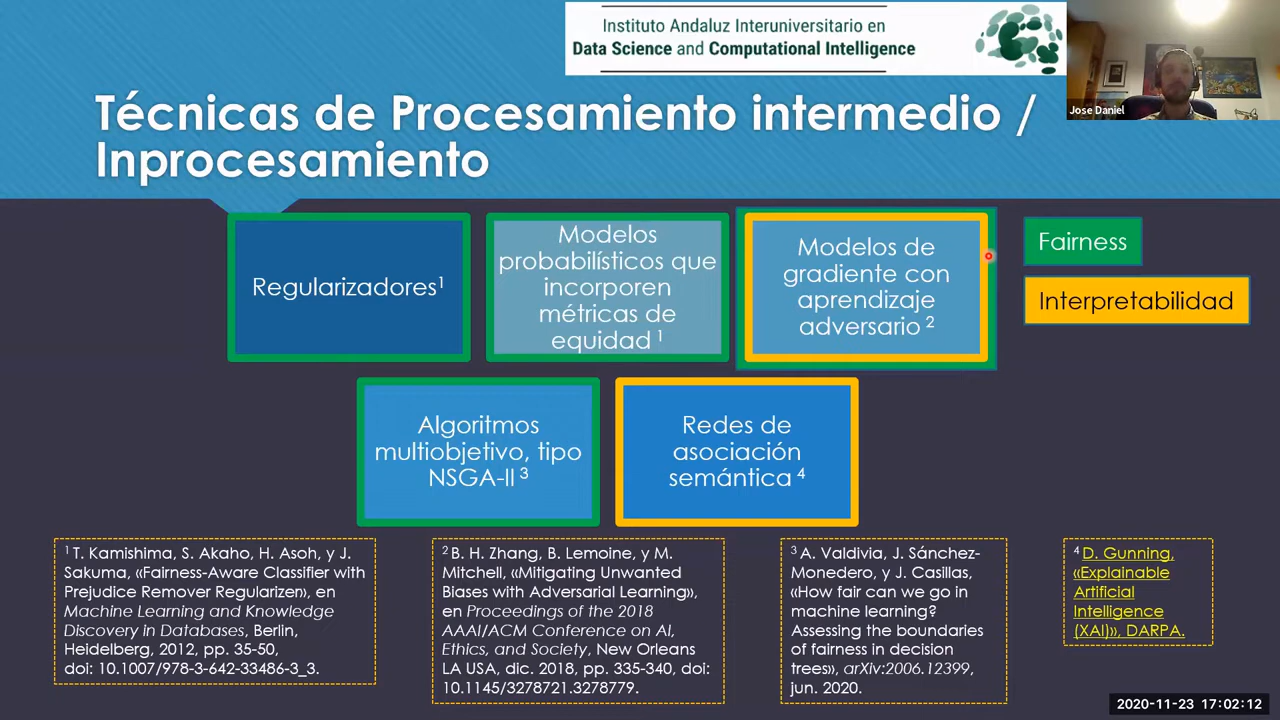 Instituto Andaluz Interuniversitario en
Data Science and Computational Intelligence
Jose Daniel
Técnicas de Procesamiento intermedio /
Inprocesamiento
Regularizadores¹
Modelos
probabilísticos que
incorporen
métricas de
equidad ¹
Modelos de
gradiente con
aprendizaje
adversario ²
Fairness
Interpretabilidad
Algoritmos
multiobjetivo, tipo
NSGA-II ³
Redes de
asociación
semántica ⁴
¹ T. Kamishima, S. Akaho, H. Asoh, y J.
Sakuma, «Fairness-Aware Classifier with
Prejudice Remover Regularizer», en
Machine Learning and Knowledge
Discovery in Databases, Berlin,
Heidelberg, 2012, pp. 35-50,
doi: 10.1007/978-3-642-33486-3_3.
² B. H. Zhang, B. Lemoine, y M.
Mitchell, «Mitigating Unwanted
Biases with Adversarial Learning»,
en Proceedings of the 2018
AAAI/ACM Conference on AI,
Ethics, and Society, New Orleans
LA USA, dic. 2018, pp. 335-340, doi:
10.1145/3278721.3278779.
³ A. Valdivia, J. Sánchez-
Monedero, y J. Casillas,
«How fair can we go in
machine learning?
Assessing the boundaries
of fairness in decision
trees», arXiv:2006.12399,
jun. 2020.
⁴ D. Gunning,
«Explainable
Artificial
Intelligence
(XAI)», DARPA.
2020-11-23 17:02:12